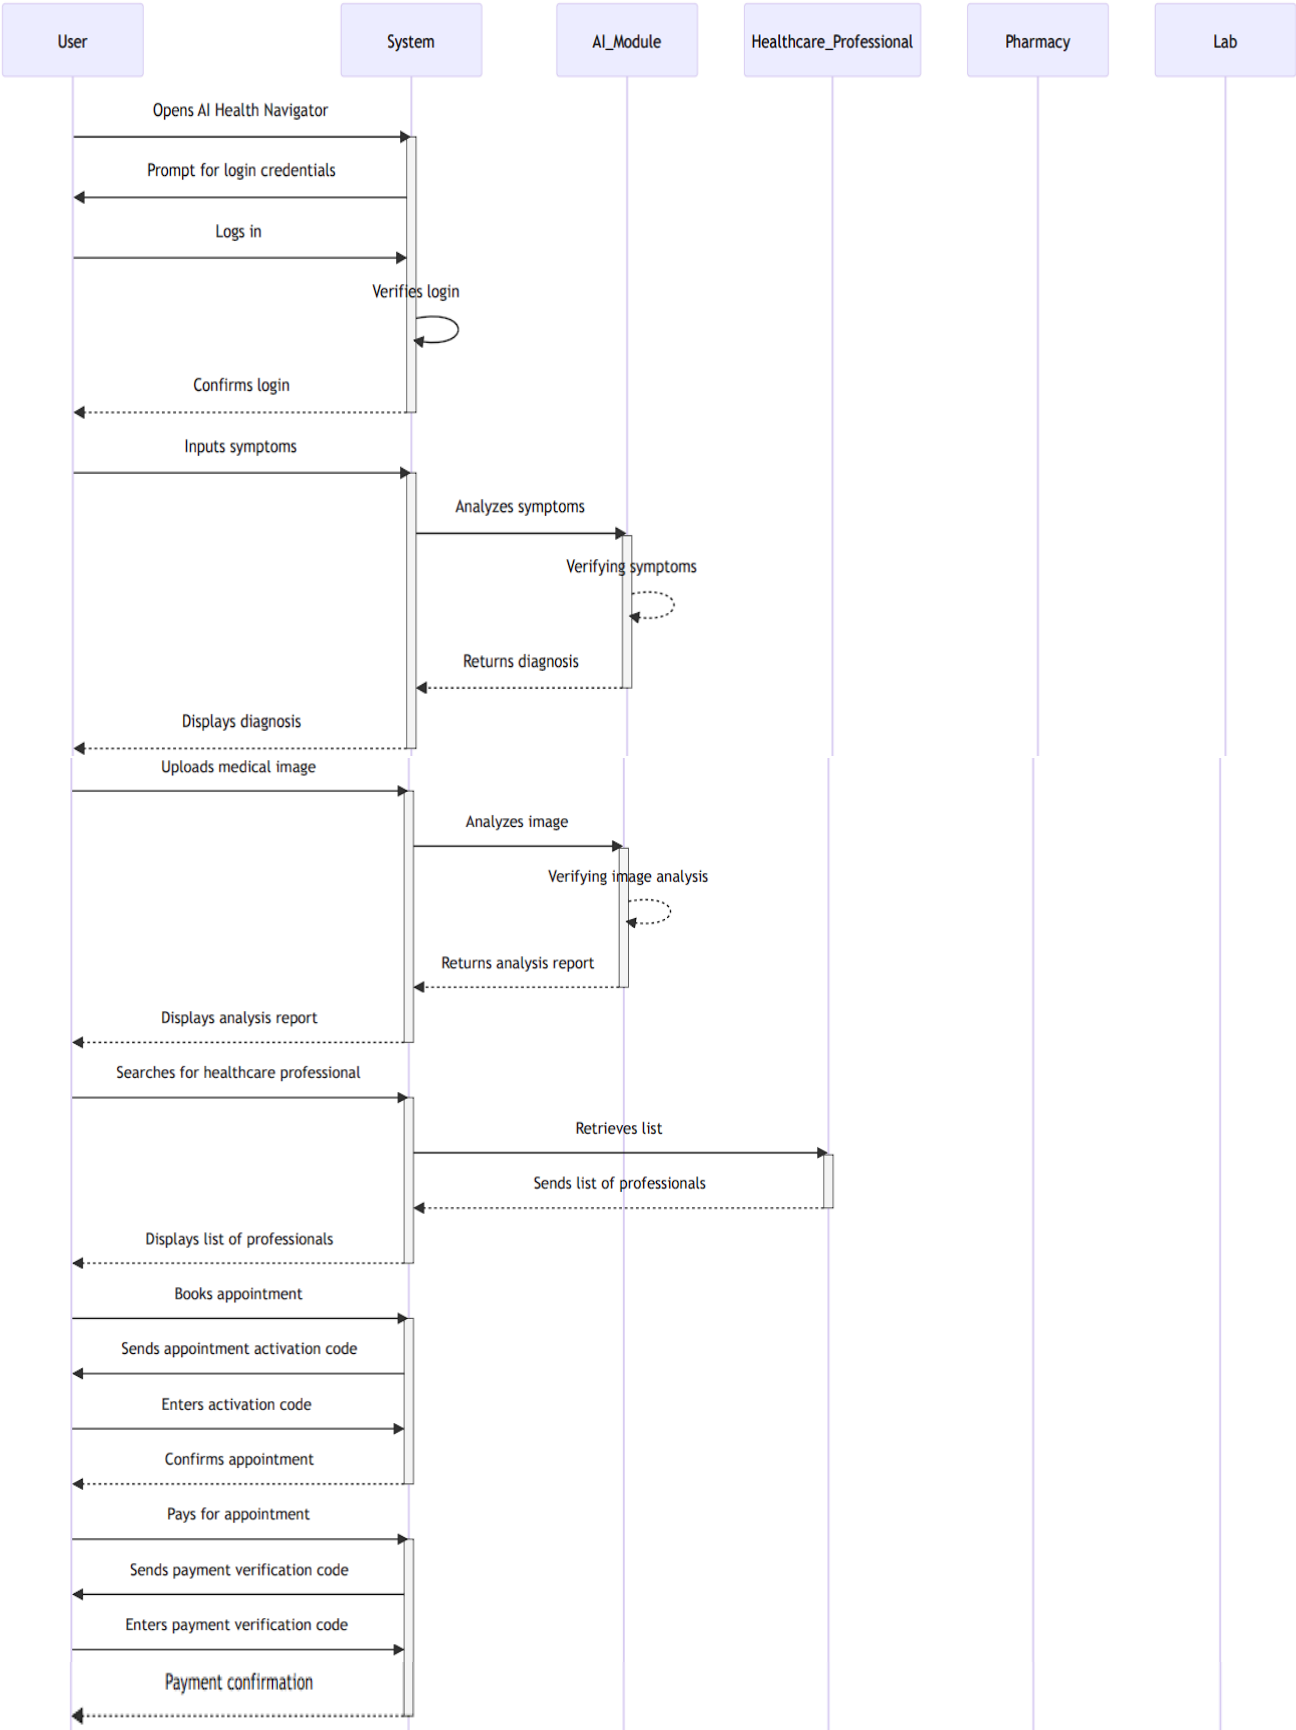 User
System
AI_Module
Healthcare_Professional
Pharmacy
Lab
Opens AI Health Navigator
Prompt for login credentials
Logs in
Verifies login
Confirms login
Inputs symptoms
Analyzes symptoms
Verifying symptoms
Returns diagnosis
Displays diagnosis
Uploads medical image
Analyzes image
Verifying image analysis
Returns analysis report
Displays analysis report
Searches for healthcare professional
Retrieves list
Sends list of professionals
Displays list of professionals
Books appointment
Sends appointment activation code
Enters activation code
Confirms appointment
Pays for appointment
Sends payment verification code
Enters payment verification code
Payment confirmation